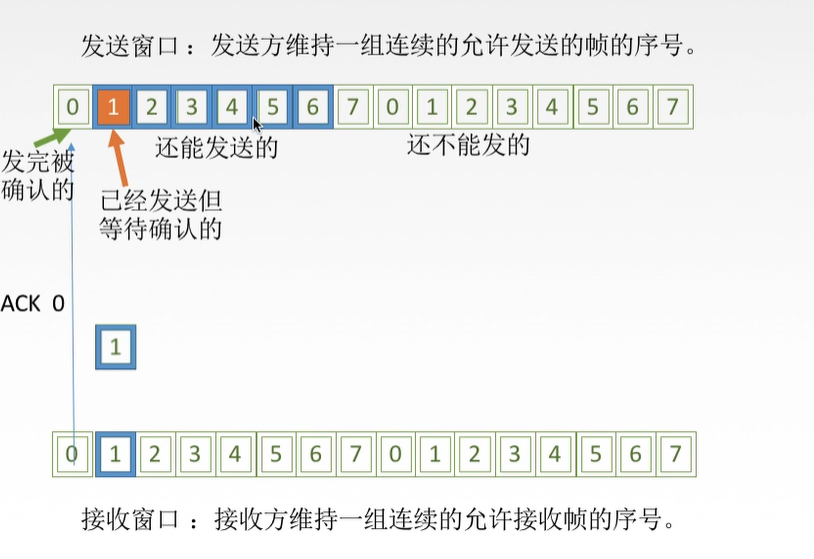 发送窗口：发送方维持一组连续的允许发送的帧的序号。
0 1 2 3 4 5 6 7 0 1 2 3 4 5 6 7
发完被
确认的
还能发送的
还不能发的
已经发送但
等待确认的
ACK 0
1
0 1 2 3 4 5 6 7 0 1 2 3 4 5 6 7
接收窗口：接收方维持一组连续的允许接收帧的序号。